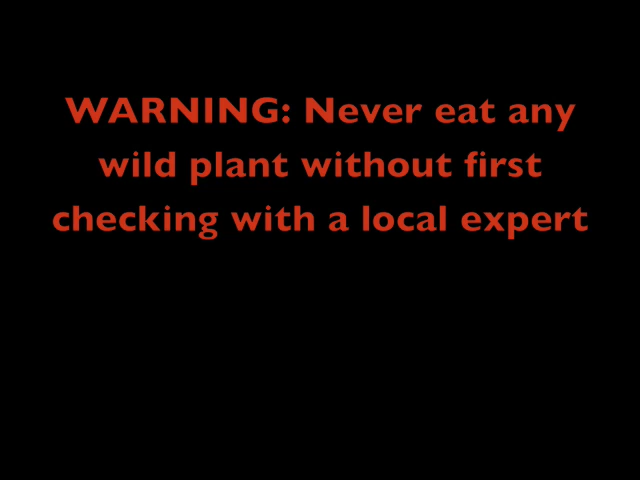 WARNING: Never eat any
wild plant without first
checking with a local expert